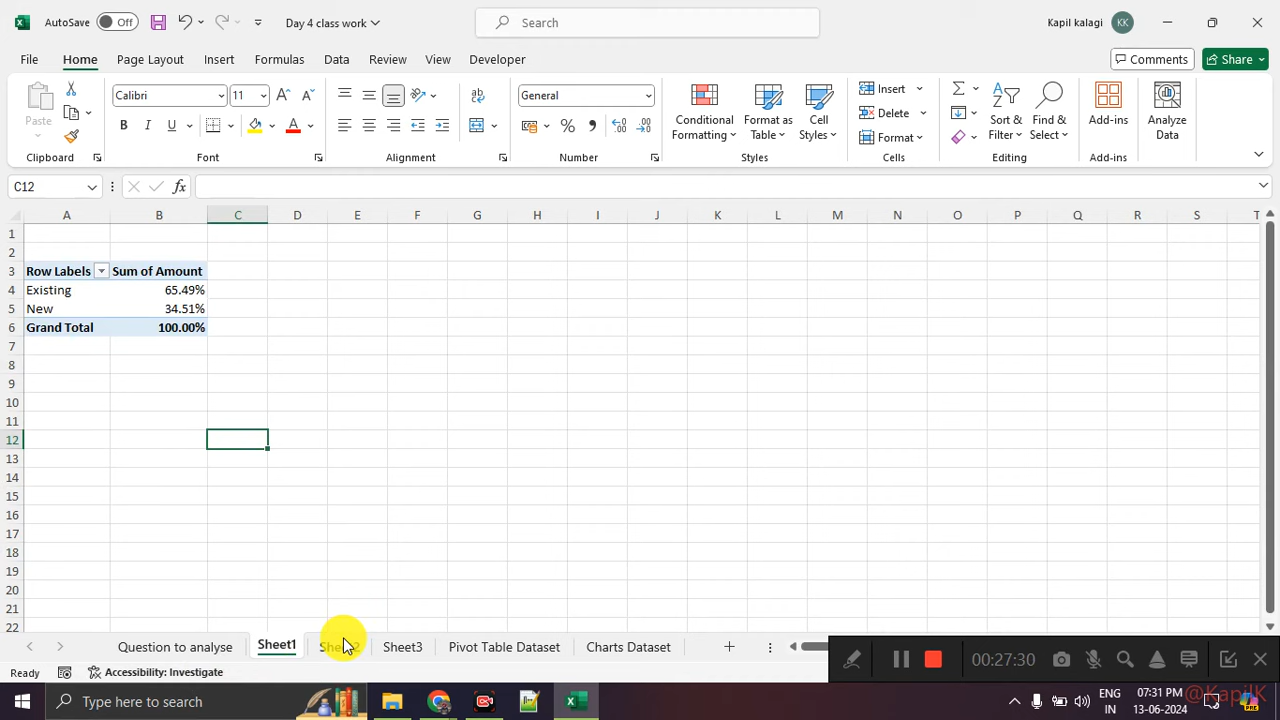 AutoSave Off Day 4 class work Search Kapil kalagi KK
File Home Page Layout Insert Formulas Data Review View Developer Comments Share
Paste Calibri 11 General Conditional Formatting Format as Table Cell Styles Insert Delete Format Sort & Filter Find & Select Add-ins Analyze Data
Clipboard Font Alignment Number Styles Cells Editing Add-ins
C12 fx
A B C D E F G H I J K L M N O P Q R S T
1
2
3 Row Labels Sum of Amount
4 Existing 65.49%
5 New 34.51%
6 Grand Total 100.00%
7
8
9
10
11
12
13
14
15
16
17
18
19
20
21
22
Question to analyse Sheet1 Sheet2 Sheet3 Pivot Table Dataset Charts Dataset
00:27:30
Ready Accessibility: Investigate
Type here to search ENG 07:31 PM
IN 13-06-2024
@KapilK